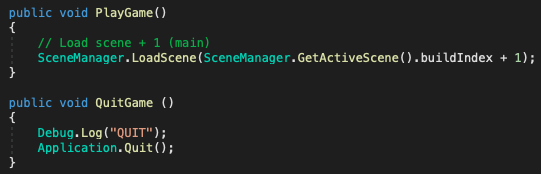 public void PlayGame()
{
    // Load scene + 1 (main)
    SceneManager.LoadScene(SceneManager.GetActiveScene().buildIndex + 1);
}

public void QuitGame ()
{
    Debug.Log("QUIT");
    Application.Quit();
}